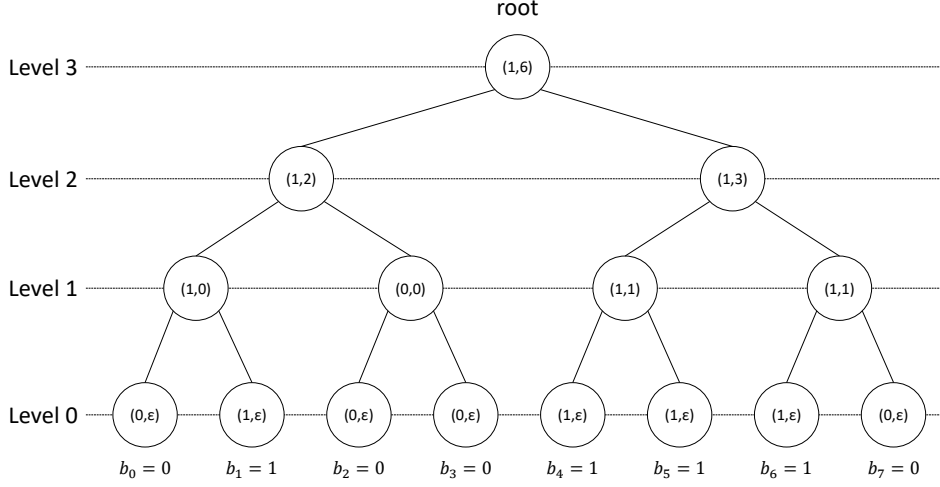 root
Level 3
(1,6)
Level 2
(1,2)
(1,3)
Level 1
(1,0)
(0,0)
(1,1)
(1,1)
Level 0
(0,ε)
(1,ε)
(0,ε)
(0,ε)
(1,ε)
(1,ε)
(1,ε)
(0,ε)
b₀ = 0
b₁ = 1
b₂ = 0
b₃ = 0
b₄ = 1
b₅ = 1
b₆ = 1
b₇ = 0